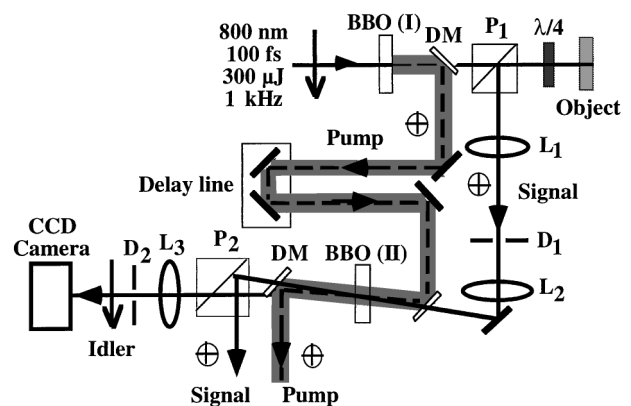 800 nm
100 fs
300 µJ
1 kHz
BBO (I)
DM
P1
λ/4
Object
Pump
L1
Delay line
Signal
D1
CCD
Camera
D2
L3
P2
DM
BBO (II)
L2
Idler
Signal
Pump